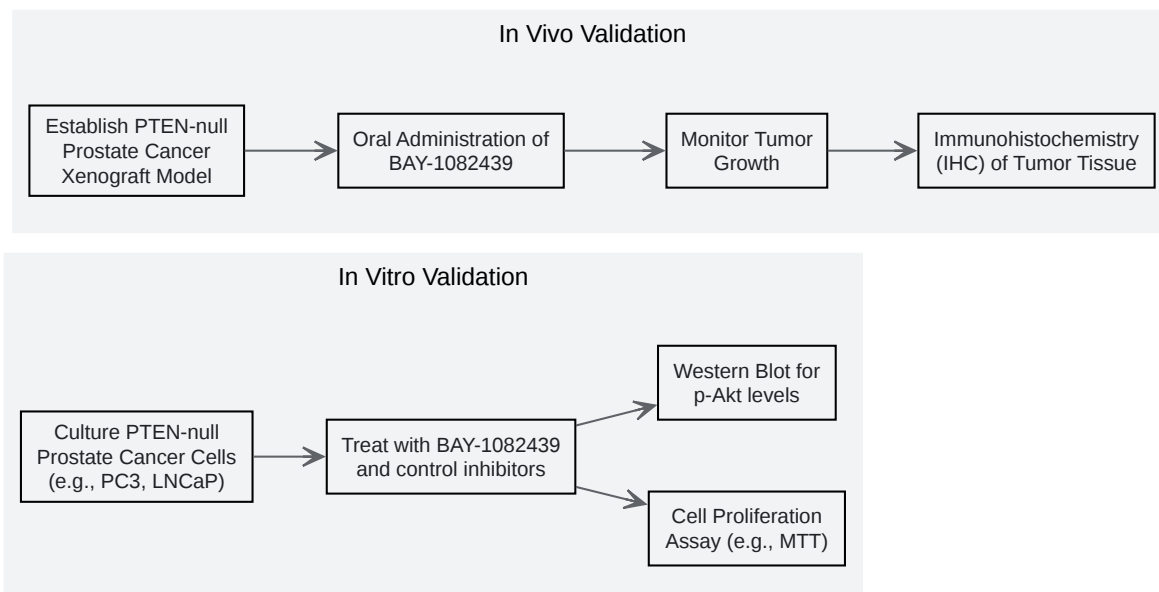 In Vivo Validation
Establish PTEN-null
Prostate Cancer
Xenograft Model
Oral Administration of
BAY-1082439
Monitor Tumor
Growth
Immunohistochemistry
(IHC) of Tumor Tissue
In Vitro Validation
Culture PTEN-null
Prostate Cancer Cells
(e.g., PC3, LNCaP)
Treat with BAY-1082439
and control inhibitors
Western Blot for
p-Akt levels
Cell Proliferation
Assay (e.g., MTT)